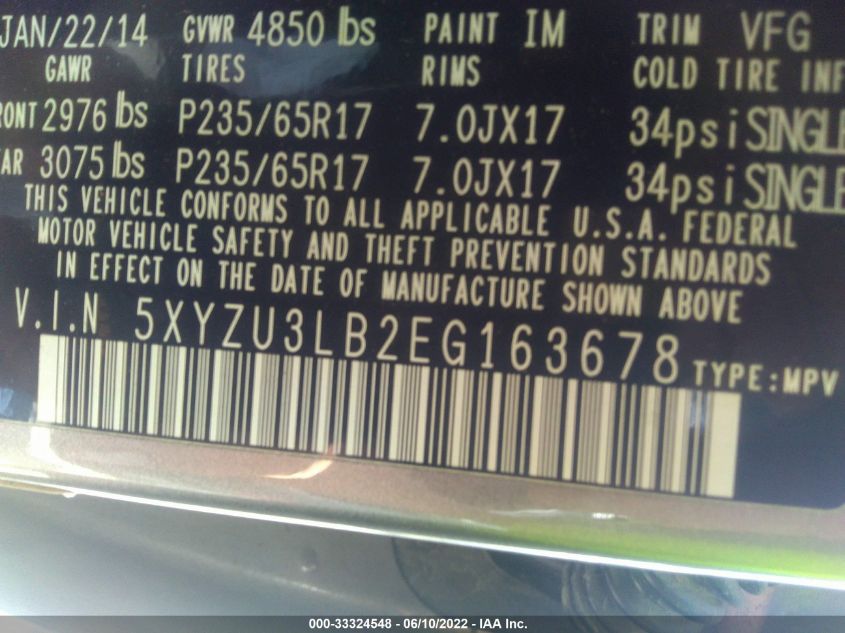 JAN/22/14 GVWR 4850 lbs PAINT IM TRIM VFG
GAWR TIRES RIMS COLD TIRE INF
RONT 2976 lbs P235/65R17 7.0JX17 34psi SINGLE
EAR 3075 lbs P235/65R17 7.0JX17 34psi SINGLE
THIS VEHICLE CONFORMS TO ALL APPLICABLE U.S.A. FEDERAL
MOTOR VEHICLE SAFETY AND THEFT PREVENTION STANDARDS
IN EFFECT ON THE DATE OF MANUFACTURE SHOWN ABOVE
V.I.N 5XYZU3LB2EG163678 TYPE:MPV
000-33324548 - 06/10/2022 - IAA Inc.